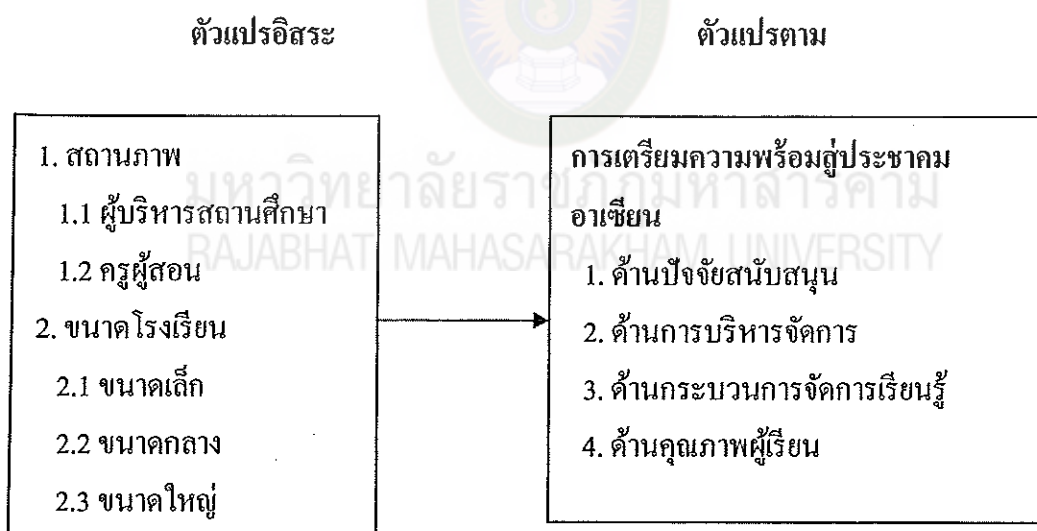 ตัวแปรอิสระ
ตัวแปรตาม
1. สถานภาพ
1.1 ผู้บริหารสถานศึกษา
1.2 ครูผู้สอน
2. ขนาดโรงเรียน
2.1 ขนาดเล็ก
2.2 ขนาดกลาง
2.3 ขนาดใหญ่
การเตรียมความพร้อมสู่ประชาคม
อาเซียน
1. ด้านปัจจัยสนับสนุน
2. ด้านการบริหารจัดการ
3. ด้านกระบวนการจัดการเรียนรู้
4. ด้านคุณภาพผู้เรียน
มหาวิทยาลัยราชภัฏมหาสารคาม
RAJABHAT MAHASARAKHAM UNIVERSITY